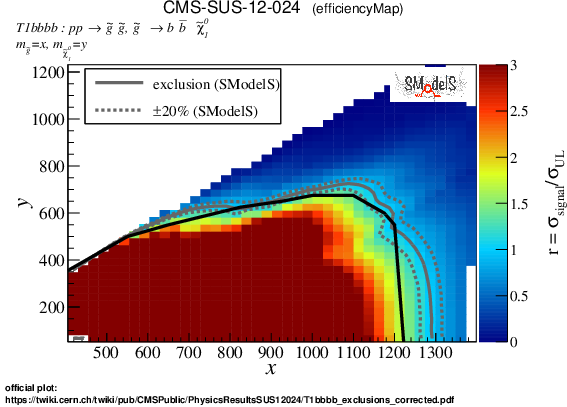 CMS-SUS-12-024 (efficiencyMap)
T1bbbb : pp → g̃ g̃, g̃ → b b̅ χ̃₁⁰
m_g̃=x, m_χ̃₁⁰=y
exclusion (SModelS)
±20% (SModelS)
SModelS
y
1200
1000
800
600
400
200
500 600 700 800 900 1000 1100 1200 1300
x
3
2.5
2
1.5
1
0.5
0
r = σ_signal/σ_UL
official plot:
https://twiki.cern.ch/twiki/pub/CMSPublic/PhysicsResultsSUS12024/T1bbbb_exclusions_corrected.pdf